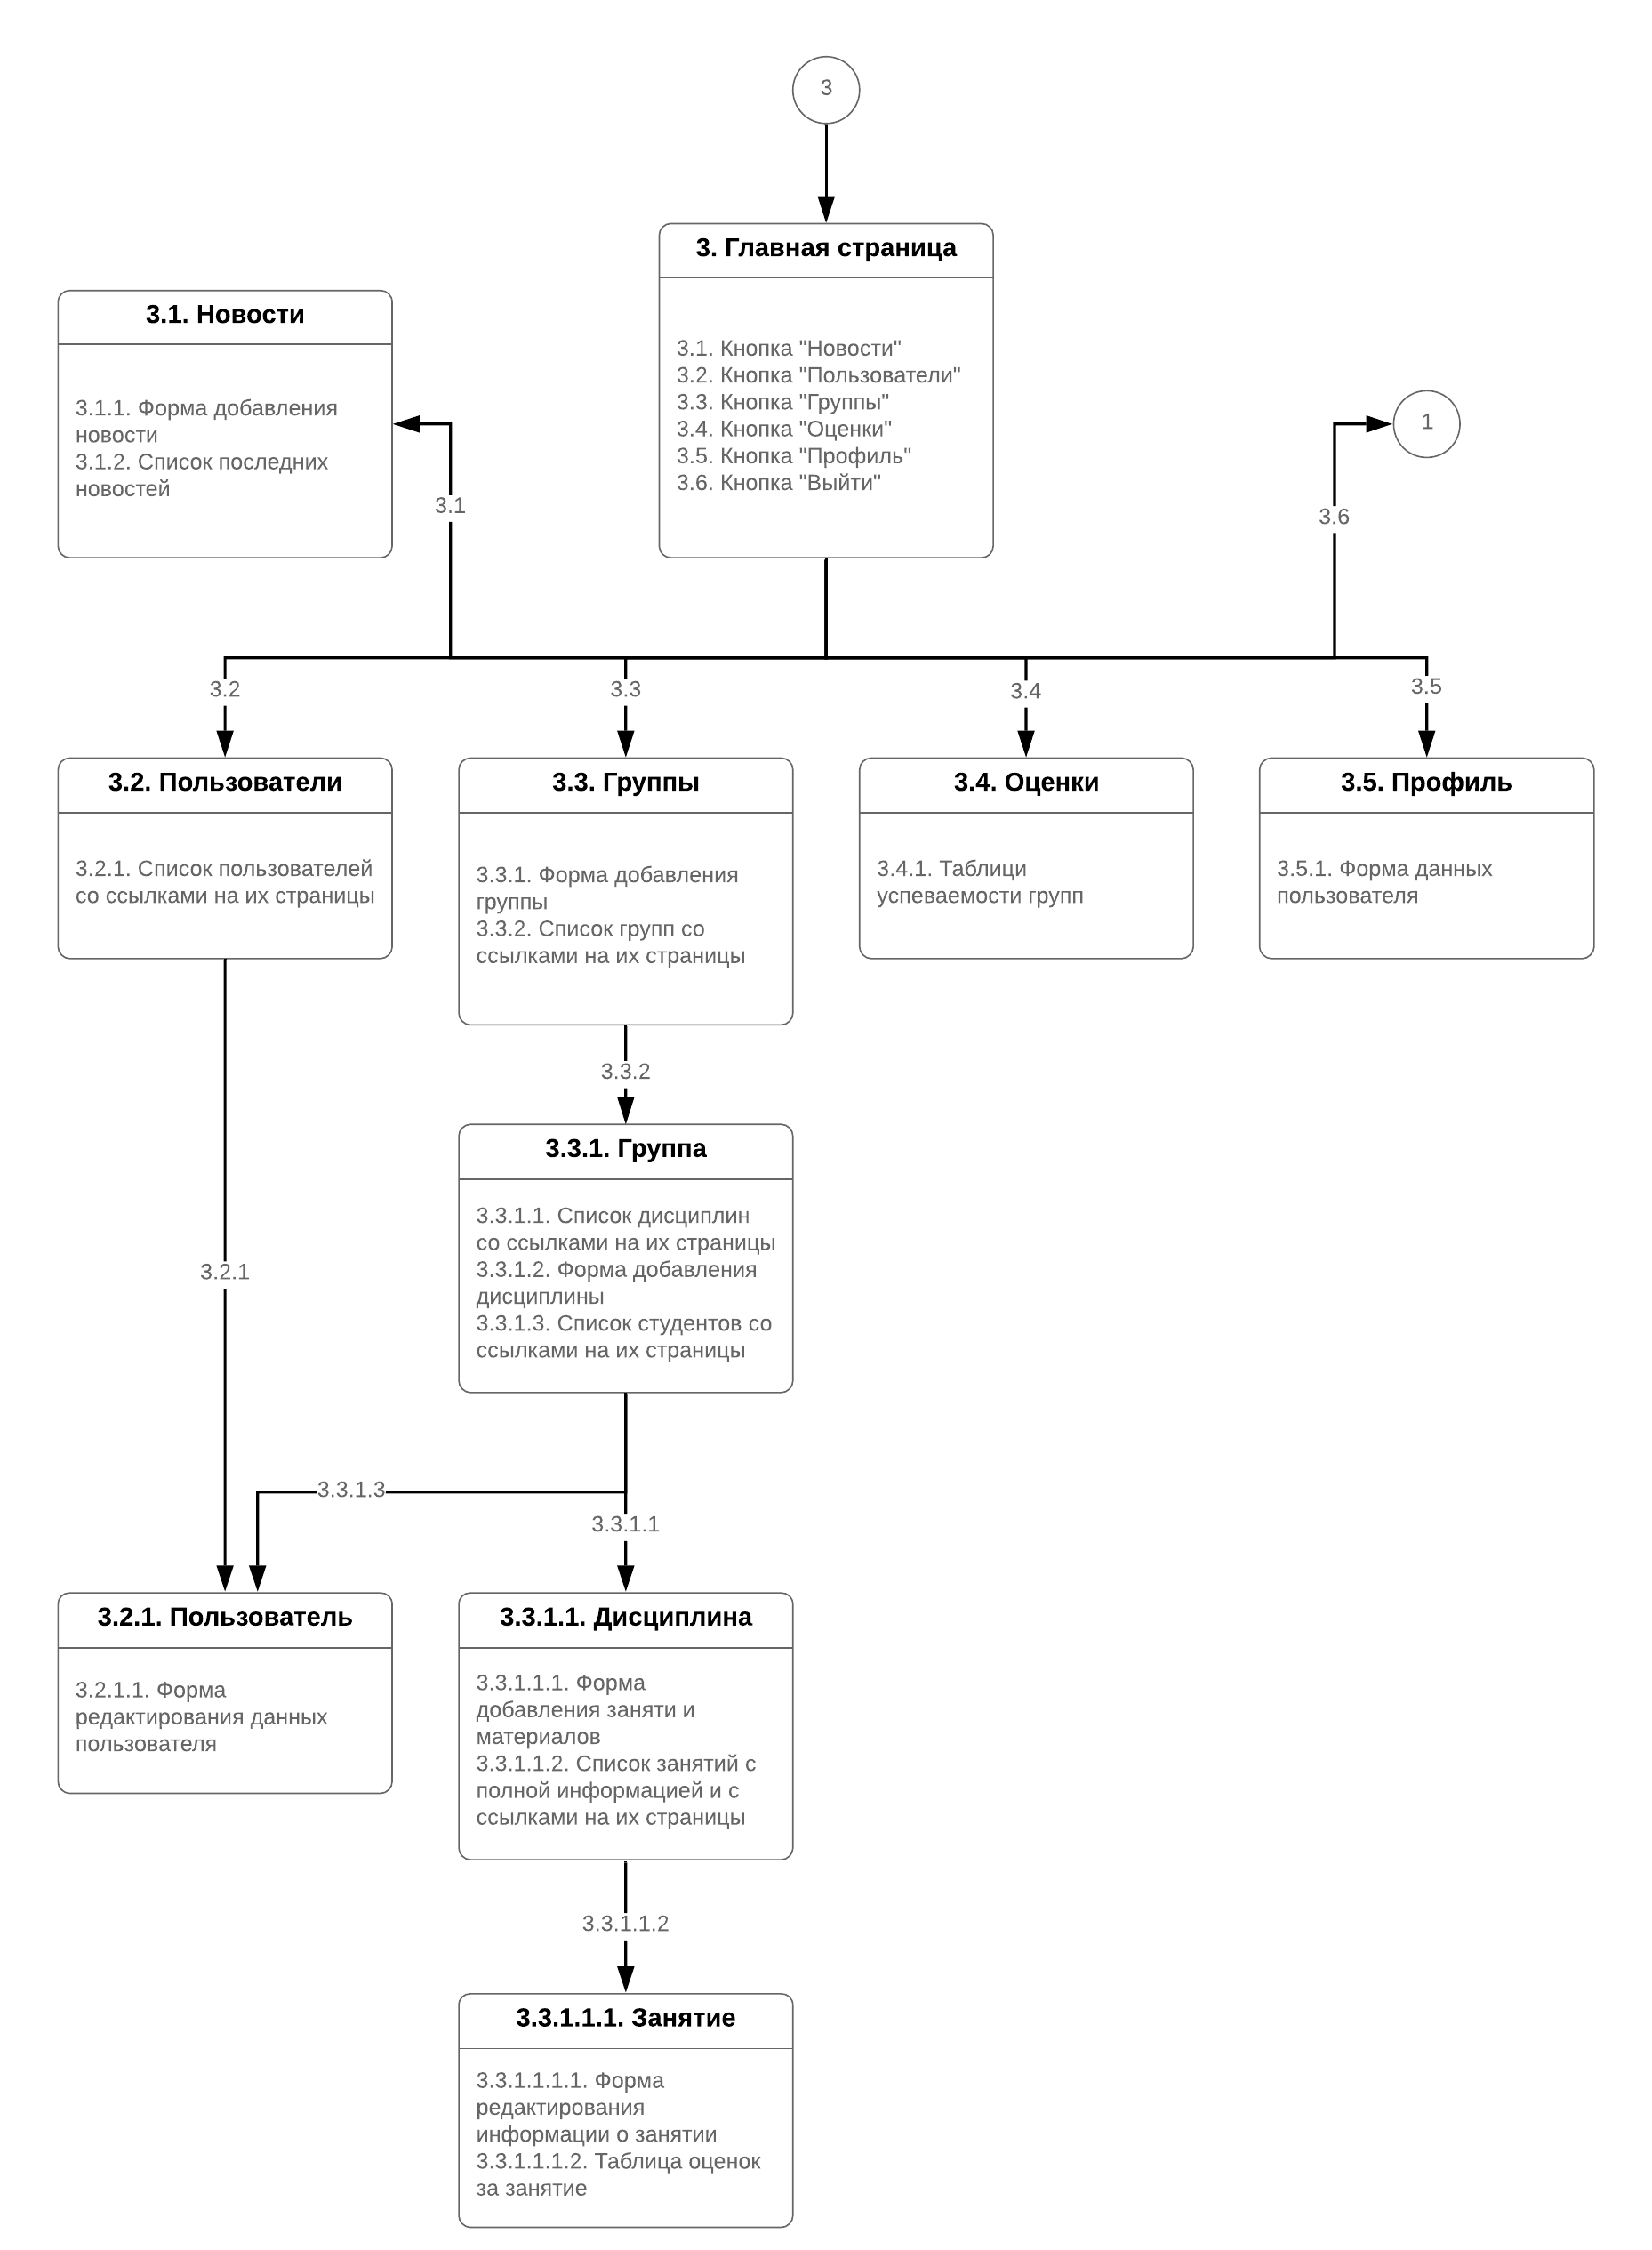 3
3. Главная страница
3.1. Кнопка "Новости"
3.2. Кнопка "Пользователи"
3.3. Кнопка "Группы"
3.4. Кнопка "Оценки"
3.5. Кнопка "Профиль"
3.6. Кнопка "Выйти"
3.1. Новости
3.1.1. Форма добавления
новости
3.1.2. Список последних
новостей
1
3.1
3.6
3.2
3.3
3.4
3.5
3.2. Пользователи
3.2.1. Список пользователей
со ссылками на их страницы
3.3. Группы
3.3.1. Форма добавления
группы
3.3.2. Список групп со
ссылками на их страницы
3.4. Оценки
3.4.1. Таблици
успеваемости групп
3.5. Профиль
3.5.1. Форма данных
пользователя
3.3.2
3.3.1. Группа
3.3.1.1. Список дисциплин
со ссылками на их страницы
3.3.1.2. Форма добавления
дисциплины
3.3.1.3. Список студентов со
ссылками на их страницы
3.2.1
3.3.1.3
3.3.1.1
3.2.1. Пользователь
3.2.1.1. Форма
редактирования данных
пользователя
3.3.1.1. Дисциплина
3.3.1.1.1. Форма
добавления заняти и
материалов
3.3.1.1.2. Список занятий с
полной информацией и с
ссылками на их страницы
3.3.1.1.2
3.3.1.1.1. Занятие
3.3.1.1.1.1. Форма
редактирования
информации о занятии
3.3.1.1.1.2. Таблица оценок
за занятие